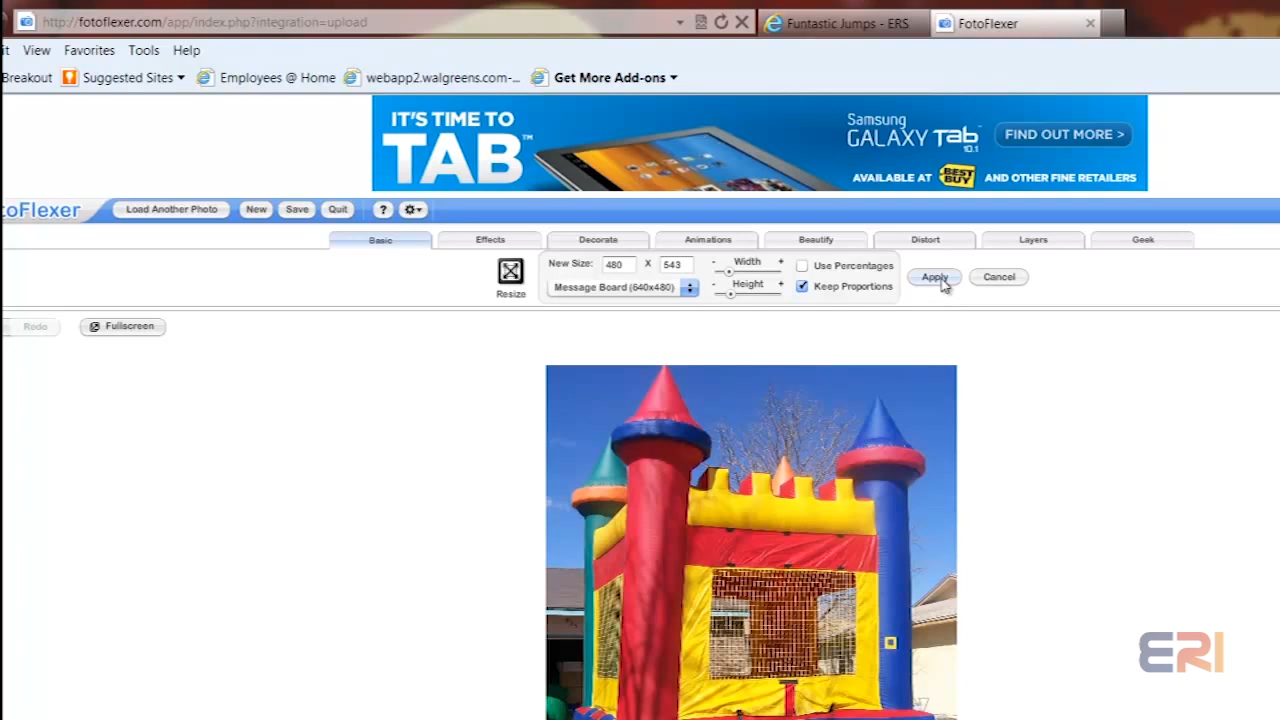 http://fotoflexer.com/app/index.php?integration=upload
Funtastic Jumps - ERS
FotoFlexer
it View Favorites Tools Help
Breakout Suggested Sites Employees @ Home webapp2.walgreens.com-... Get More Add-ons
IT'S TIME TO
TAB™
Samsung
GALAXY Tab™
10.1
FIND OUT MORE >
AVAILABLE AT BEST BUY AND OTHER FINE RETAILERS
otoFlexer Load Another Photo New Save Quit ?
Basic Effects Decorate Animations Beautify Distort Layers Geek
Resize
New Size: 480 X 543 - Width +
Use Percentages
Message Board (640x480) - Height +
Keep Proportions
Apply Cancel
Redo Fullscreen
ERI